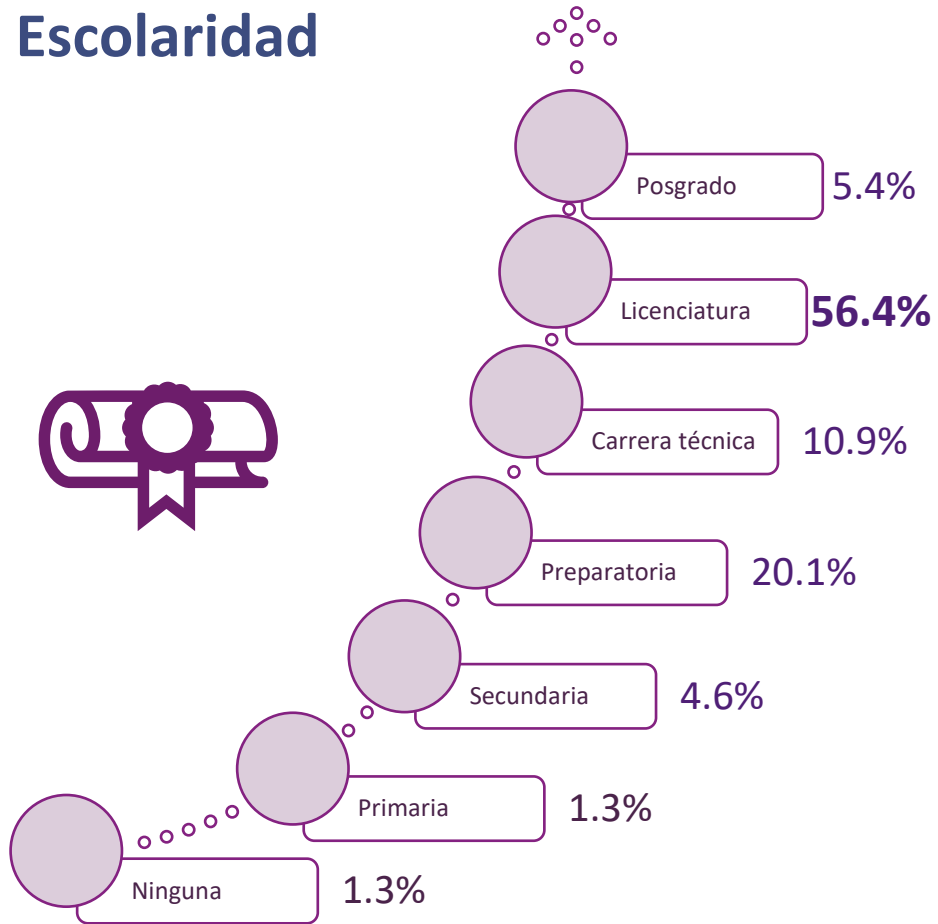 Escolaridad
Posgrado 5.4%
Licenciatura 56.4%
Carrera técnica 10.9%
Preparatoria 20.1%
Secundaria 4.6%
Primaria 1.3%
Ninguna 1.3%